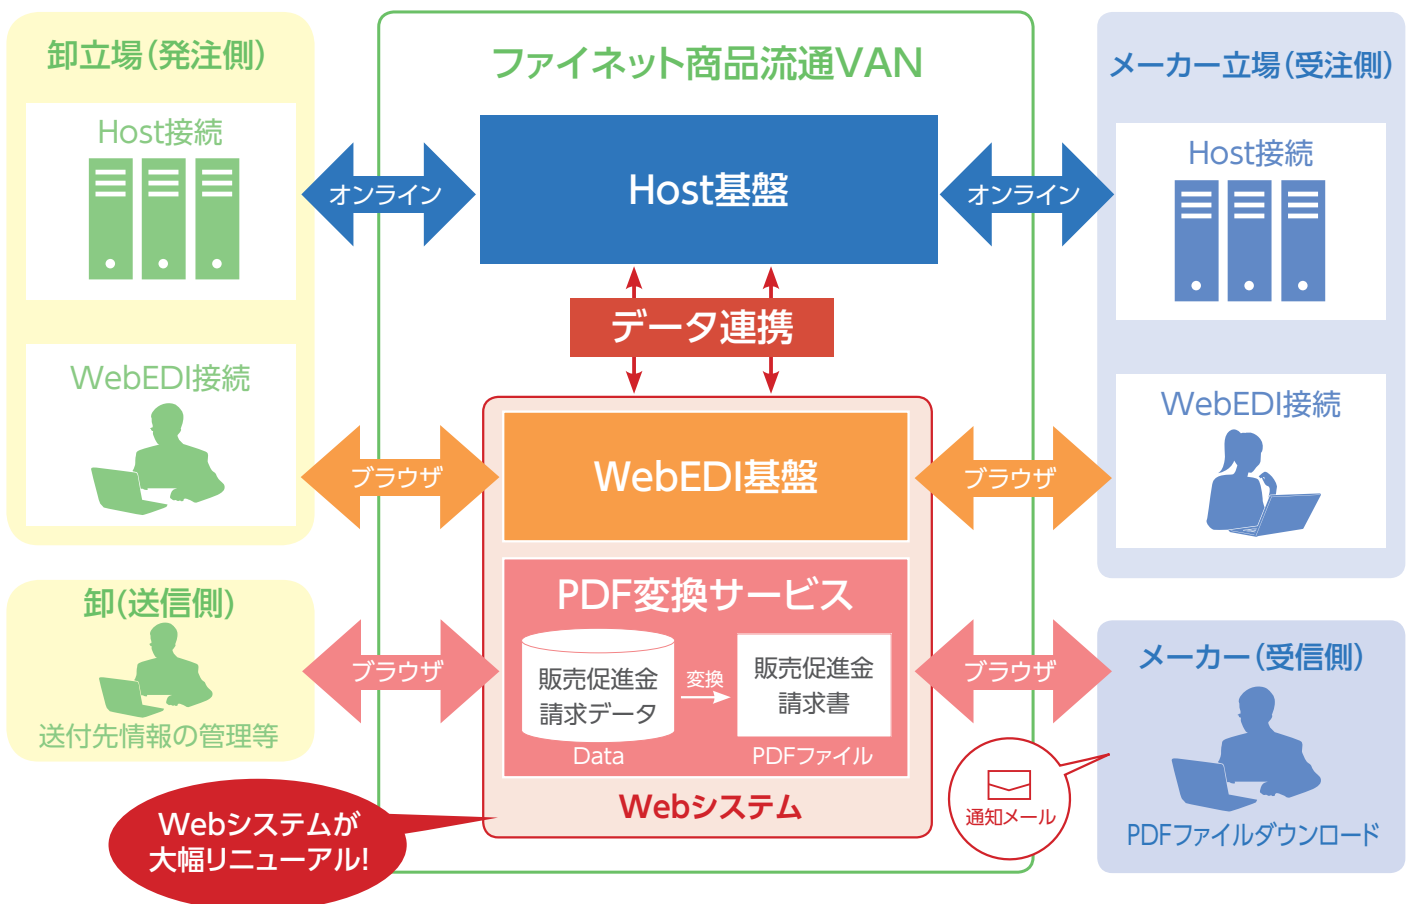 卸立場(発注側)
Host接続
WebEDI接続
卸(送信側)
送付先情報の管理等
ファイネット商品流通VAN
オンライン
Host基盤
オンライン
データ連携
ブラウザ
WebEDI基盤
ブラウザ
ブラウザ
PDF変換サービス
販売促進金
請求データ
Data
変換
販売促進金
請求書
PDFファイル
ブラウザ
Webシステム
Webシステムが
大幅リニューアル!
メーカー立場(受注側)
Host接続
WebEDI接続
メーカー(受信側)
通知メール
PDFファイルダウンロード